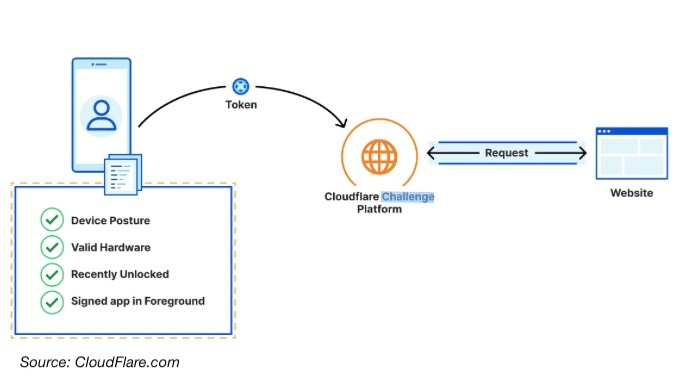 Token
Cloudflare Challenge
Platform
Request
Website
Device Posture
Valid Hardware
Recently Unlocked
Signed app in Foreground
Source: CloudFlare.com